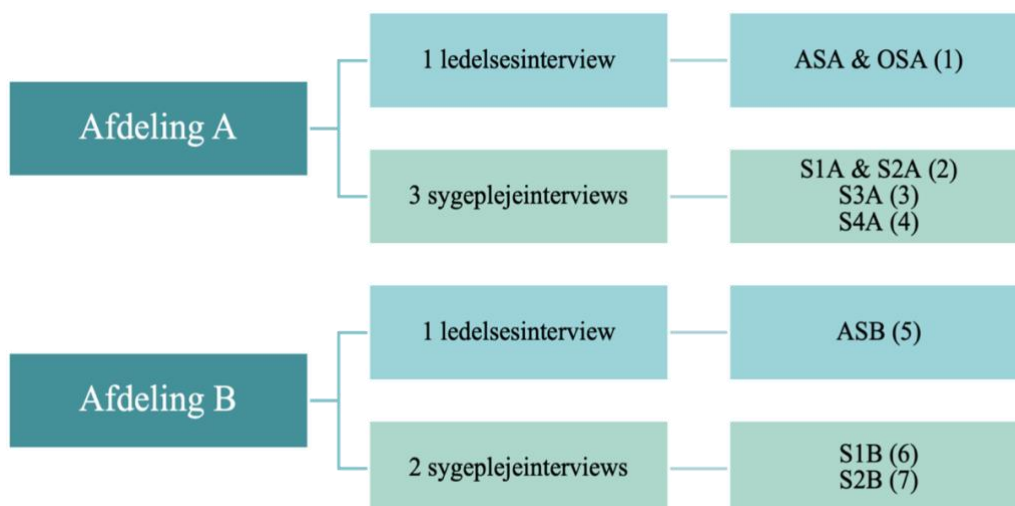 Afdeling A
1 ledelsesinterview
ASA & OSA (1)
3 sygeplejeinterviews
S1A & S2A (2)
S3A (3)
S4A (4)
Afdeling B
1 ledelsesinterview
ASB (5)
2 sygeplejeinterviews
S1B (6)
S2B (7)